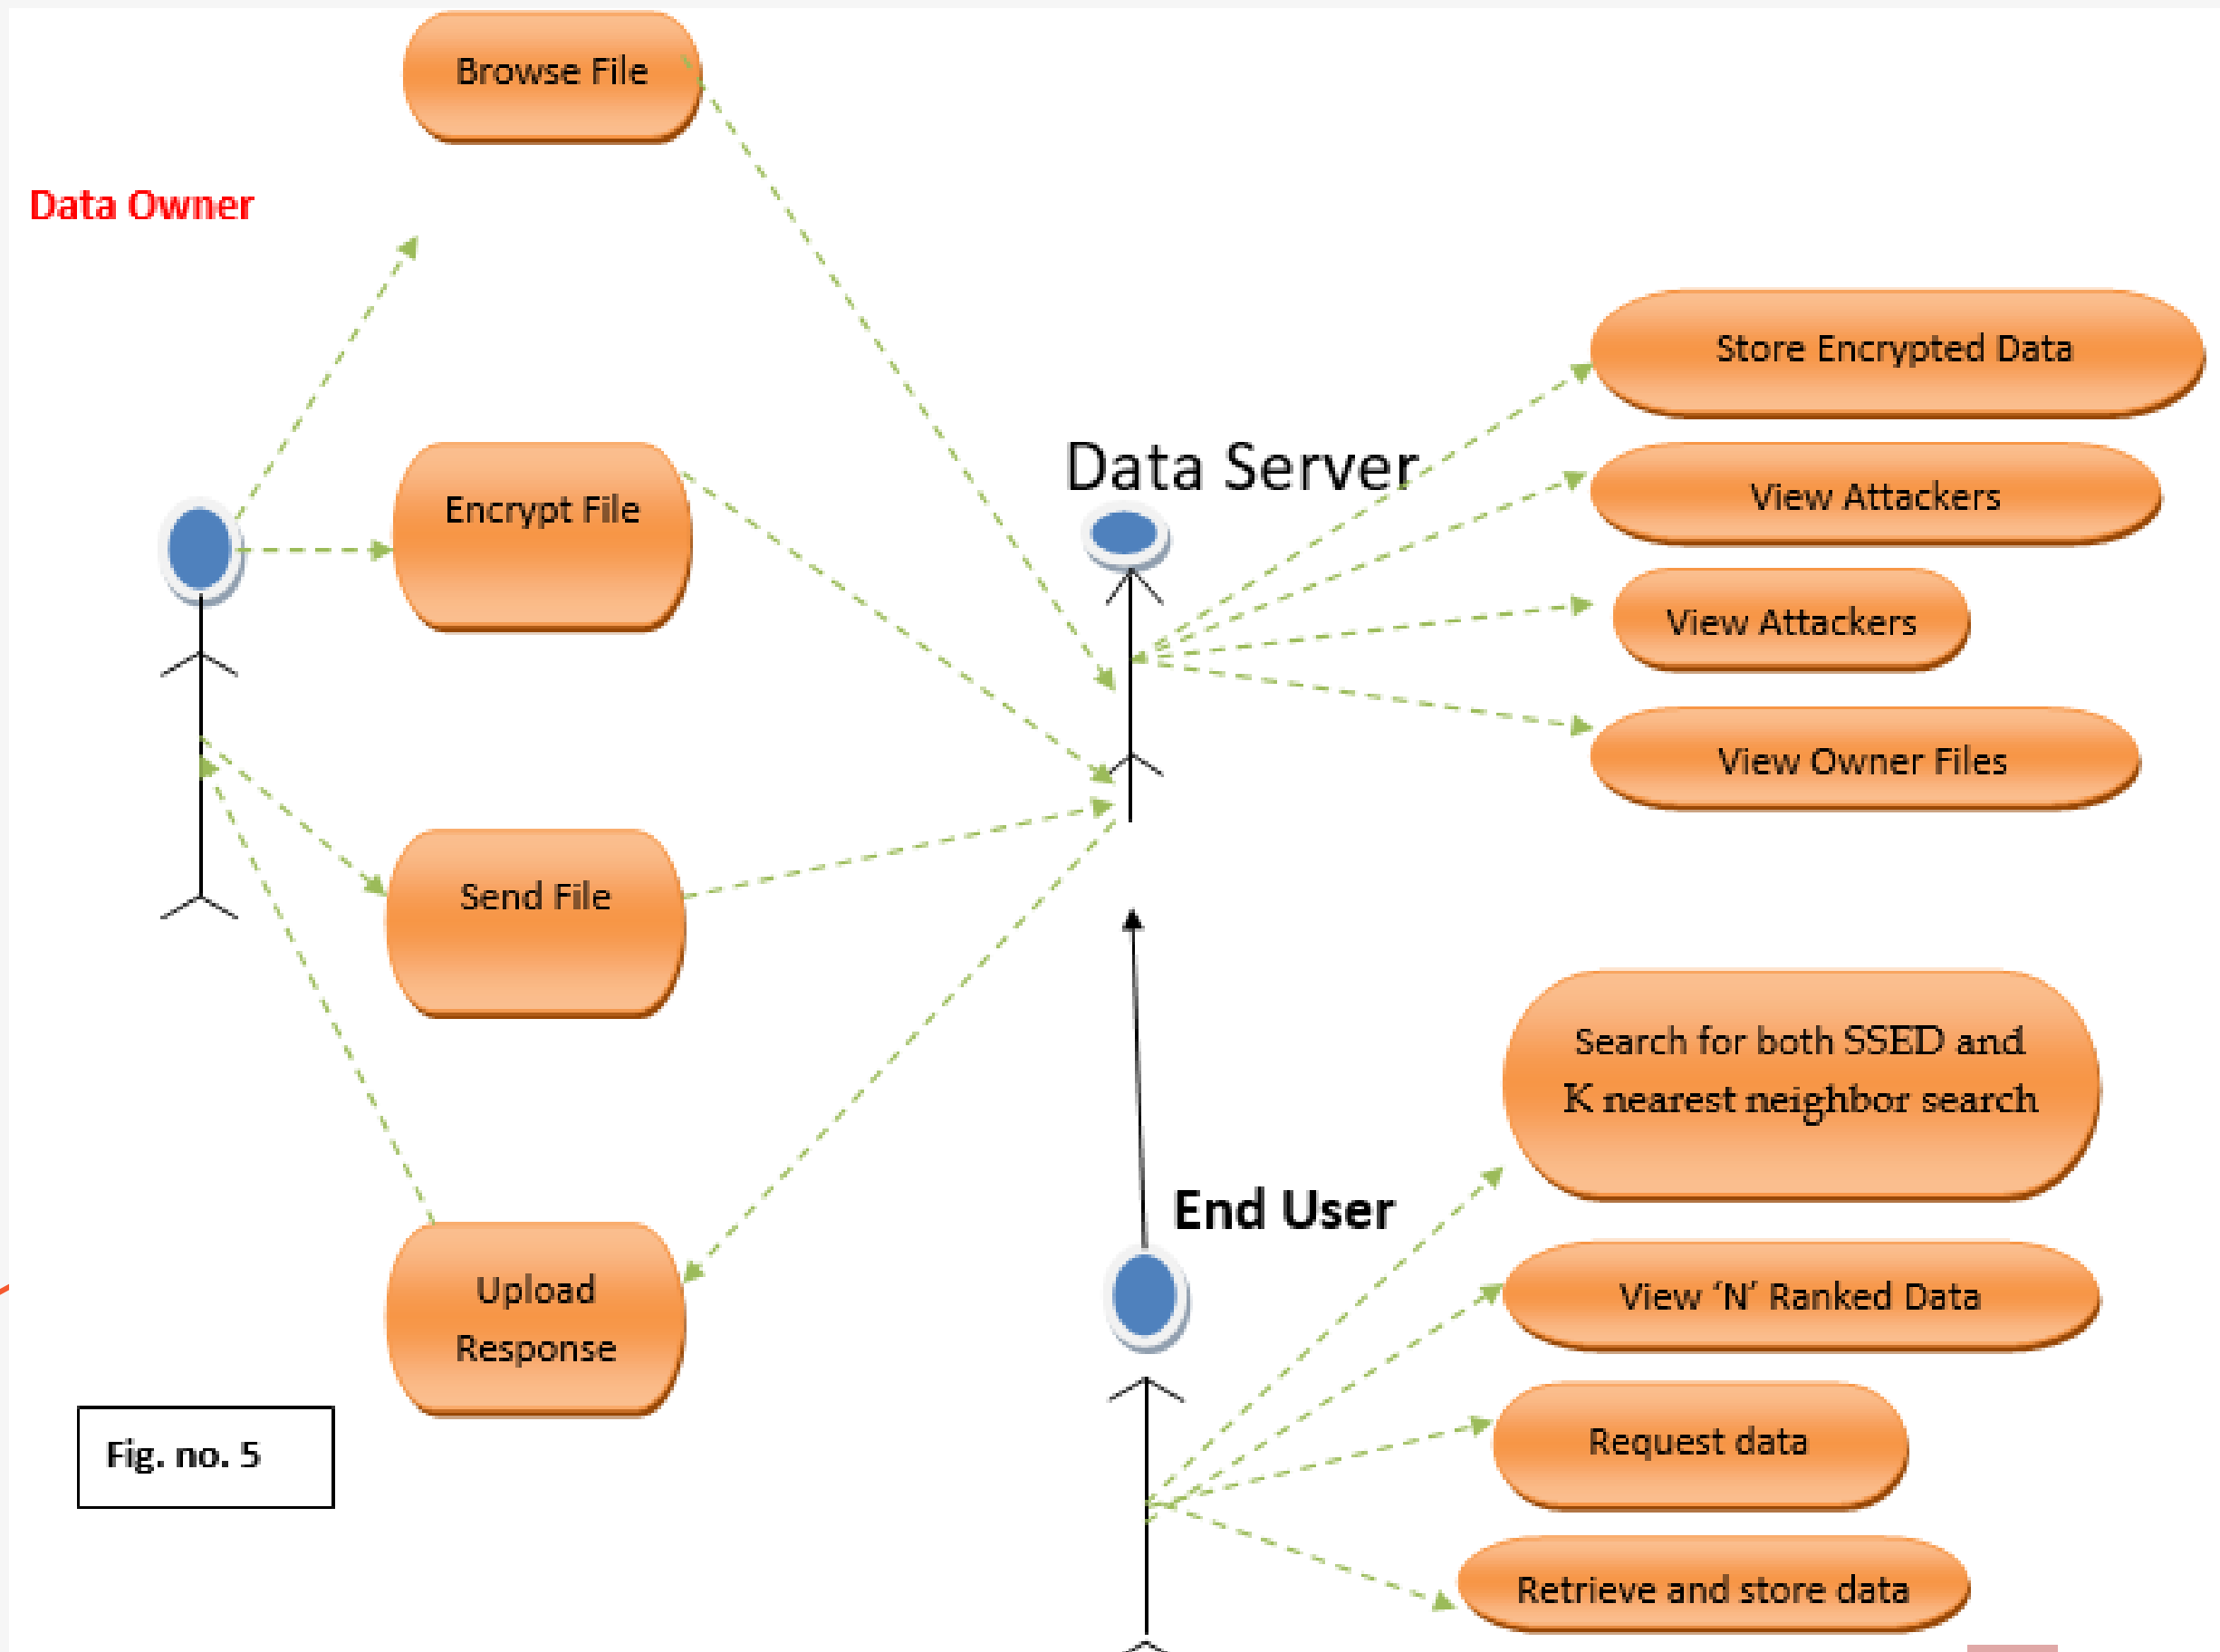 Browse File
Data Owner
Encrypt File
Send File
Upload
Response
Fig. no. 5
Data Server
Store Encrypted Data
View Attackers
View Attackers
View Owner Files
End User
Search for both SSED and
K nearest neighbor search
View ‘N’ Ranked Data
Request data
Retrieve and store data